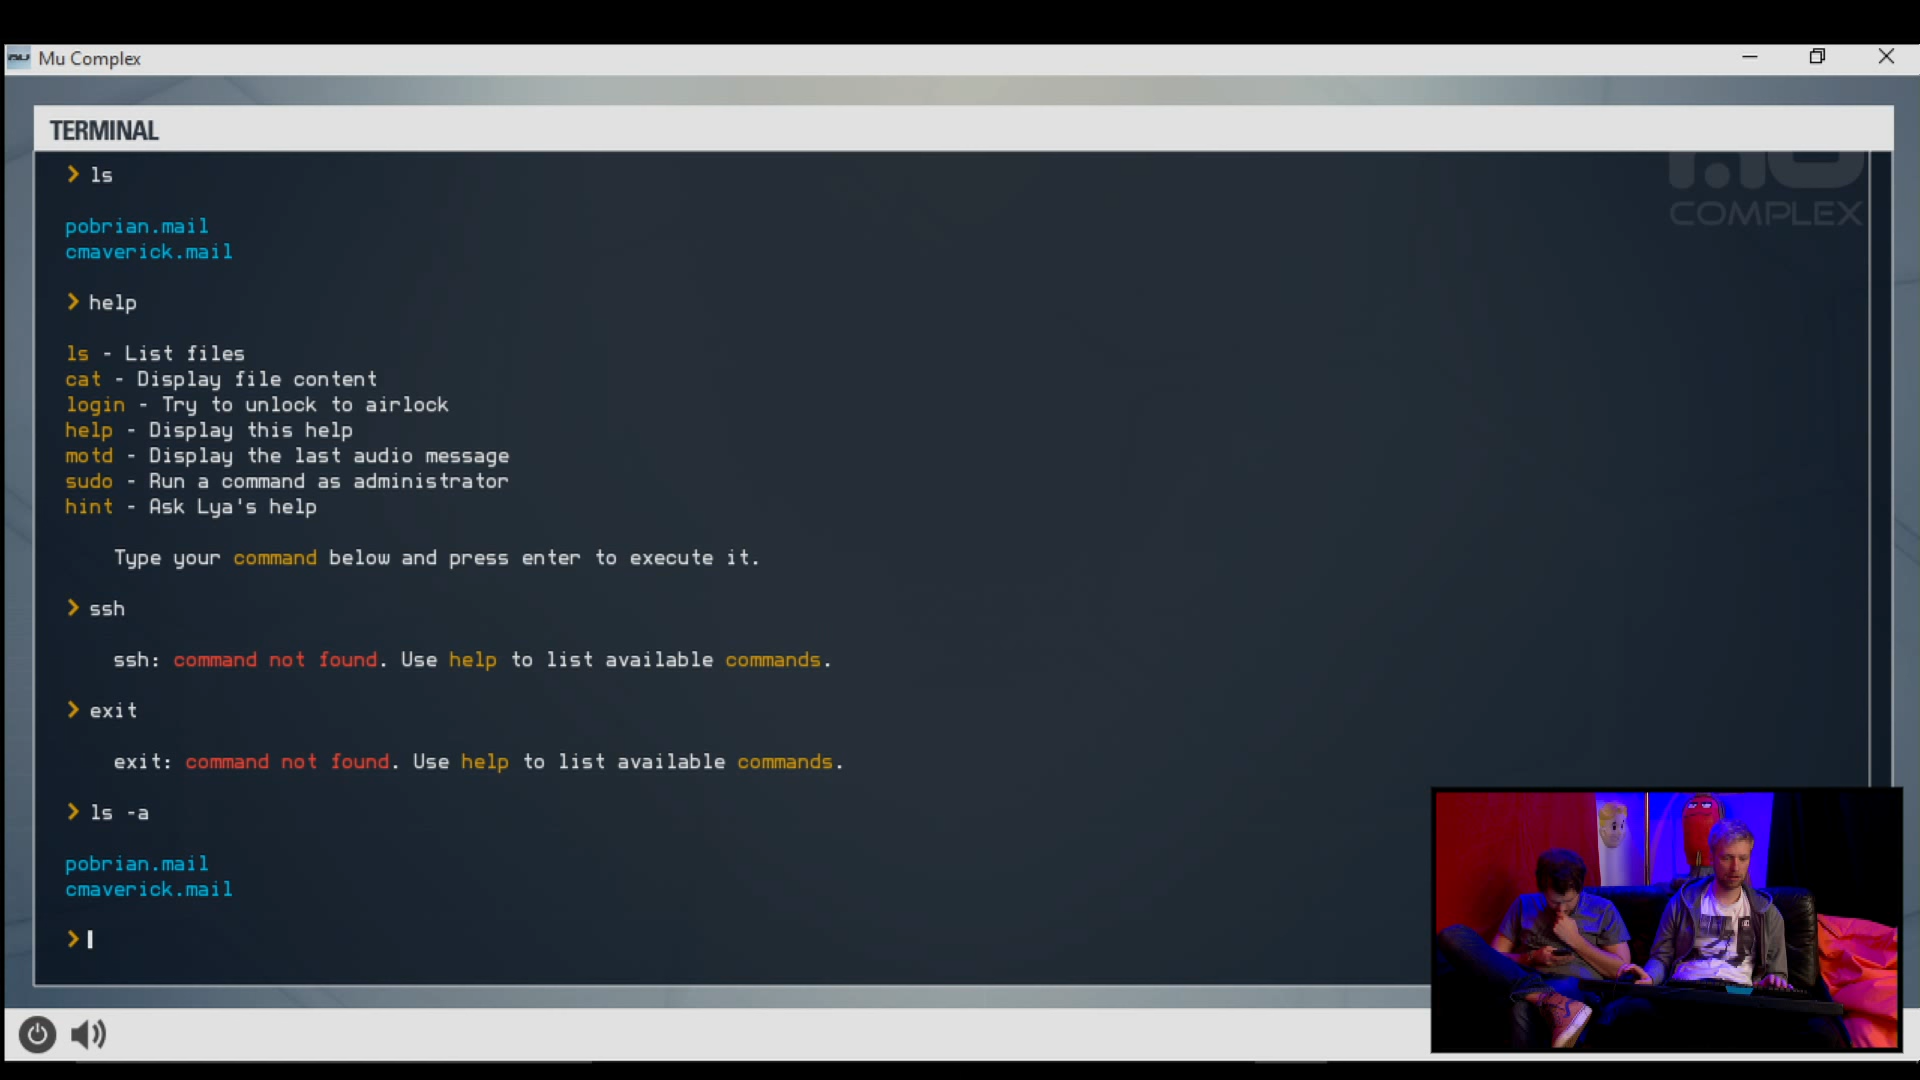 Mu Complex
TERMINAL
> ls
pobrian.mail
cmaverick.mail
> help
ls - List files
cat - Display file content
login - Try to unlock to airlock
help - Display this help
motd - Display the last audio message
sudo - Run a command as administrator
hint - Ask Lya's help
Type your command below and press enter to execute it.
> ssh
ssh: command not found. Use help to list available commands.
> exit
exit: command not found. Use help to list available commands.
> ls -a
pobrian.mail
cmaverick.mail
>
COMPLEX